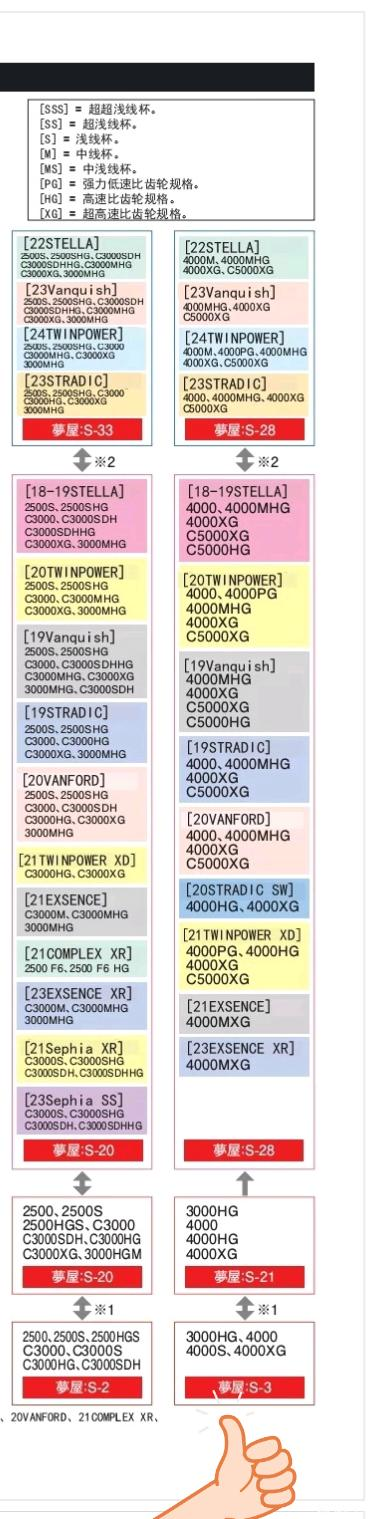 [SSS] = 超超浅线杯。
[SS] = 超浅线杯。
[S] = 浅线杯。
[M] = 中线杯。
[MS] = 中浅线杯。
[PG] = 强力低速比齿轮规格。
[HG] = 高速比齿轮规格。
[XG] = 超高速比齿轮规格。
[22STELLA]
2500S、2500SHG、C3000SDH
C3000SDHHG、C3000MHG
C3000XG、3000MHG
[23Vanquish]
2500S、2500SHG、C3000SDH
C3000SDHHG、C3000MHG
C3000XG、3000MHG
[24TWINPOWER]
2500S、2500SHG、C3000
C3000MHG、C3000XG
3000MHG
[23STRADIC]
2500S、2500SHG、C3000
C3000HG、C3000XG
3000MHG
夢屋:S-33
※2
[18-19STELLA]
2500S、2500SHG
C3000、C3000SDH
C3000SDHHG
C3000XG、3000MHG
[20TWINPOWER]
2500S、2500SHG
C3000、C3000MHG
C3000XG、3000MHG
[19Vanquish]
2500S、2500SHG
C3000、C3000SDHHG
C3000MHG、C3000XG
3000MHG、C3000SDH
[19STRADIC]
2500S、2500SHG
C3000、C3000HG
C3000XG、3000MHG
[20VANFORD]
2500S、2500SHG
C3000、C3000SDH
C3000HG、C3000XG
3000MHG
[21TWINPOWER XD]
C3000HG、C3000XG
[21EXSENCE]
C3000M、C3000MHG
3000MHG
[21COMPLEX XR]
2500 F6、2500 F6 HG
[23EXSENCE XR]
C3000M、C3000MHG
3000MHG
[21Sephia XR]
C3000S、C3000SHG
C3000SDH、C3000SDHHG
[23Sephia SS]
C3000S、C3000SHG
C3000SDH、C3000SDHHG
夢屋:S-20
2500、2500S
2500HGS、C3000
C3000SDH、C3000HG
C3000XG、3000HGM
夢屋:S-20
※1
2500、2500S、2500HGS
C3000、C3000S
C3000HG、C3000SDH
夢屋:S-2
[22STELLA]
4000M、4000MHG
4000XG、C5000XG
[23Vanquish]
4000MHG、4000XG
C5000XG
[24TWINPOWER]
4000M、4000PG、4000MHG
4000XG、C5000XG
[23STRADIC]
4000、4000MHG、4000XG
C5000XG
夢屋:S-28
※2
[18-19STELLA]
4000、4000MHG
4000XG
C5000XG
C5000HG
[20TWINPOWER]
4000、4000PG
4000MHG
4000XG
C5000XG
[19Vanquish]
4000MHG
4000XG
C5000XG
C5000HG
[19STRADIC]
4000、4000MHG
4000XG
C5000XG
[20VANFORD]
4000、4000MHG
4000XG
C5000XG
[20STRADIC SW]
4000HG、4000XG
[21TWINPOWER XD]
4000PG、4000HG
4000XG
C5000XG
[21EXSENCE]
4000MXG
[23EXSENCE XR]
4000MXG
夢屋:S-28
3000HG
4000
4000HG
4000XG
夢屋:S-21
※1
3000HG、4000
4000S、4000XG
夢屋:S-3
、20VANFORD、21COMPLEX XR、